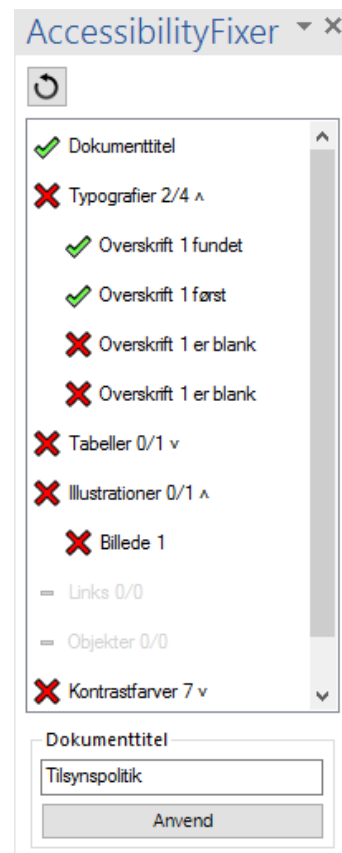 AccessibilityFixer
Dokumenttitel
Typografier 2/4 ʌ
Overskrift 1 fundet
Overskrift 1 først
Overskrift 1 er blank
Overskrift 1 er blank
Tabeller 0/1 v
Illustrationer 0/1 ʌ
Billede 1
Links 0/0
Objekter 0/0
Kontrastfarver 7 v
Dokumenttitel
Tilsynspolitik
Anvend